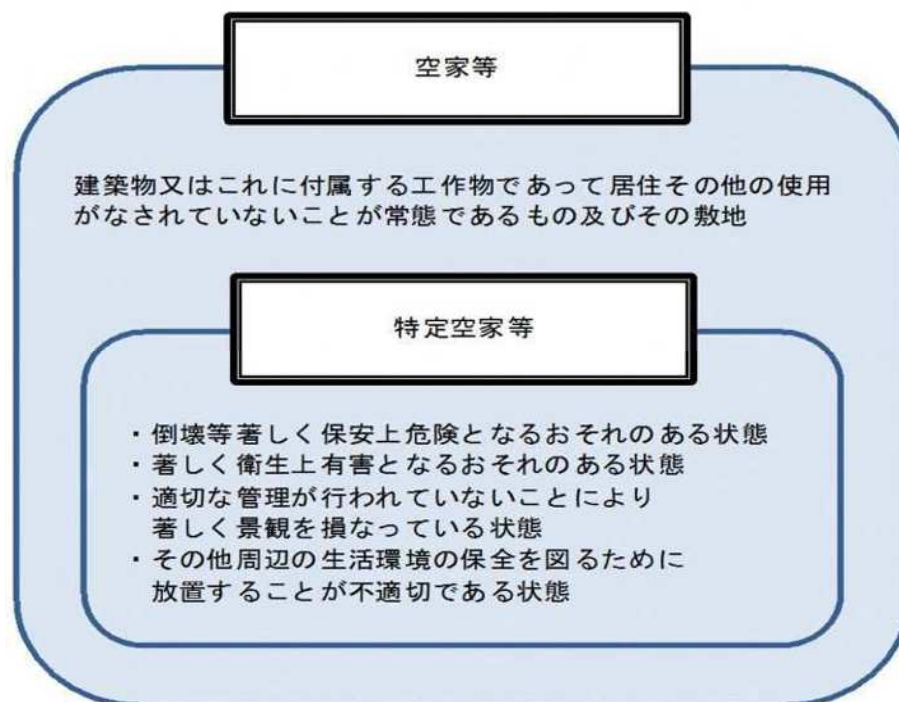 空家等
建築物又はこれに付属する工作物であって居住その他の使用
がなされていないことが常態であるもの及びその敷地
特定空家等
・倒壊等著しく保安上危険となるおそれのある状態
・著しく衛生上有害となるおそれのある状態
・適切な管理が行われていないことにより
著しく景観を損なっている状態
・その他周辺の生活環境の保全を図るために
放置することが不適切である状態